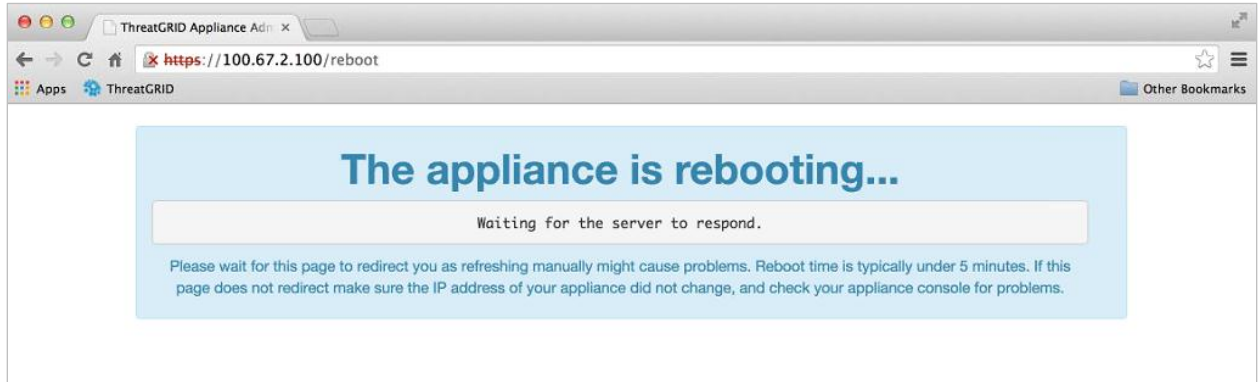 ThreatGRID Appliance Adm
https://100.67.2.100/reboot
Apps ThreatGRID Other Bookmarks
The appliance is rebooting...
Waiting for the server to respond.
Please wait for this page to redirect you as refreshing manually might cause problems. Reboot time is typically under 5 minutes. If this
page does not redirect make sure the IP address of your appliance did not change, and check your appliance console for problems.